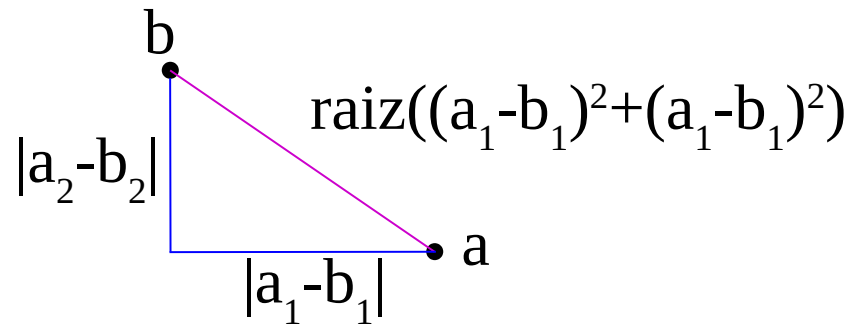 b
raiz((a₁-b₁)²+(a₁-b₁)²)
|a₂-b₂|
a
|a₁-b₁|